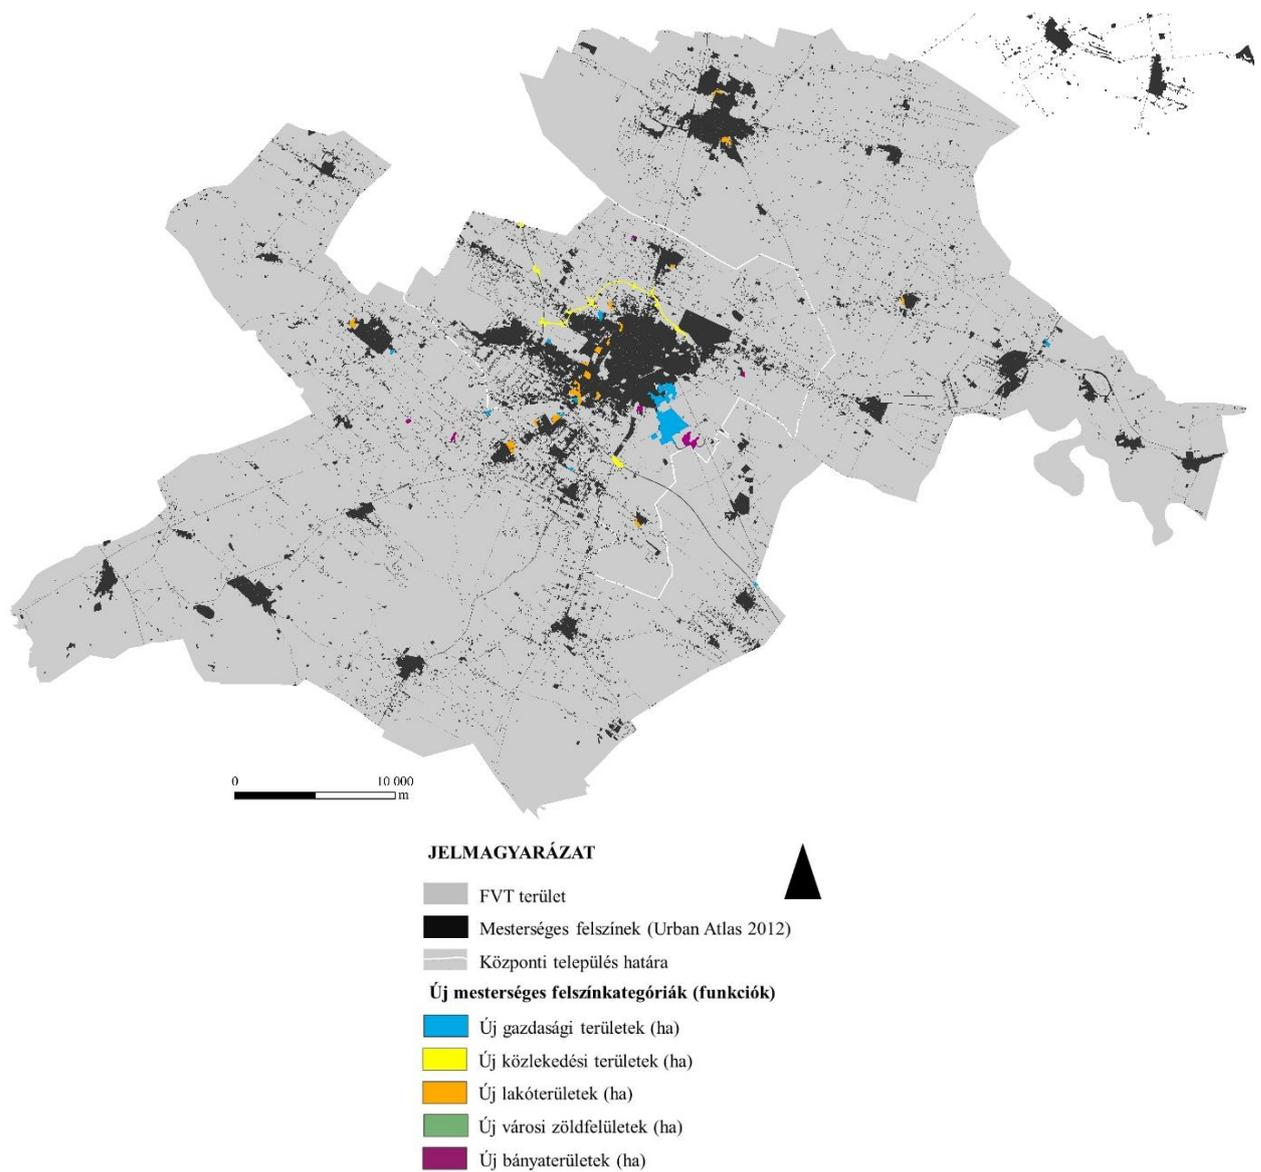 0 10 000
m
JELMAGYARÁZAT
FVT terület
Mesterséges felszínek (Urban Atlas 2012)
Központi település határa
Új mesterséges felszínkategóriák (funkciók)
Új gazdasági területek (ha)
Új közlekedési területek (ha)
Új lakóterületek (ha)
Új városi zöldfelületek (ha)
Új bányaterületek (ha)